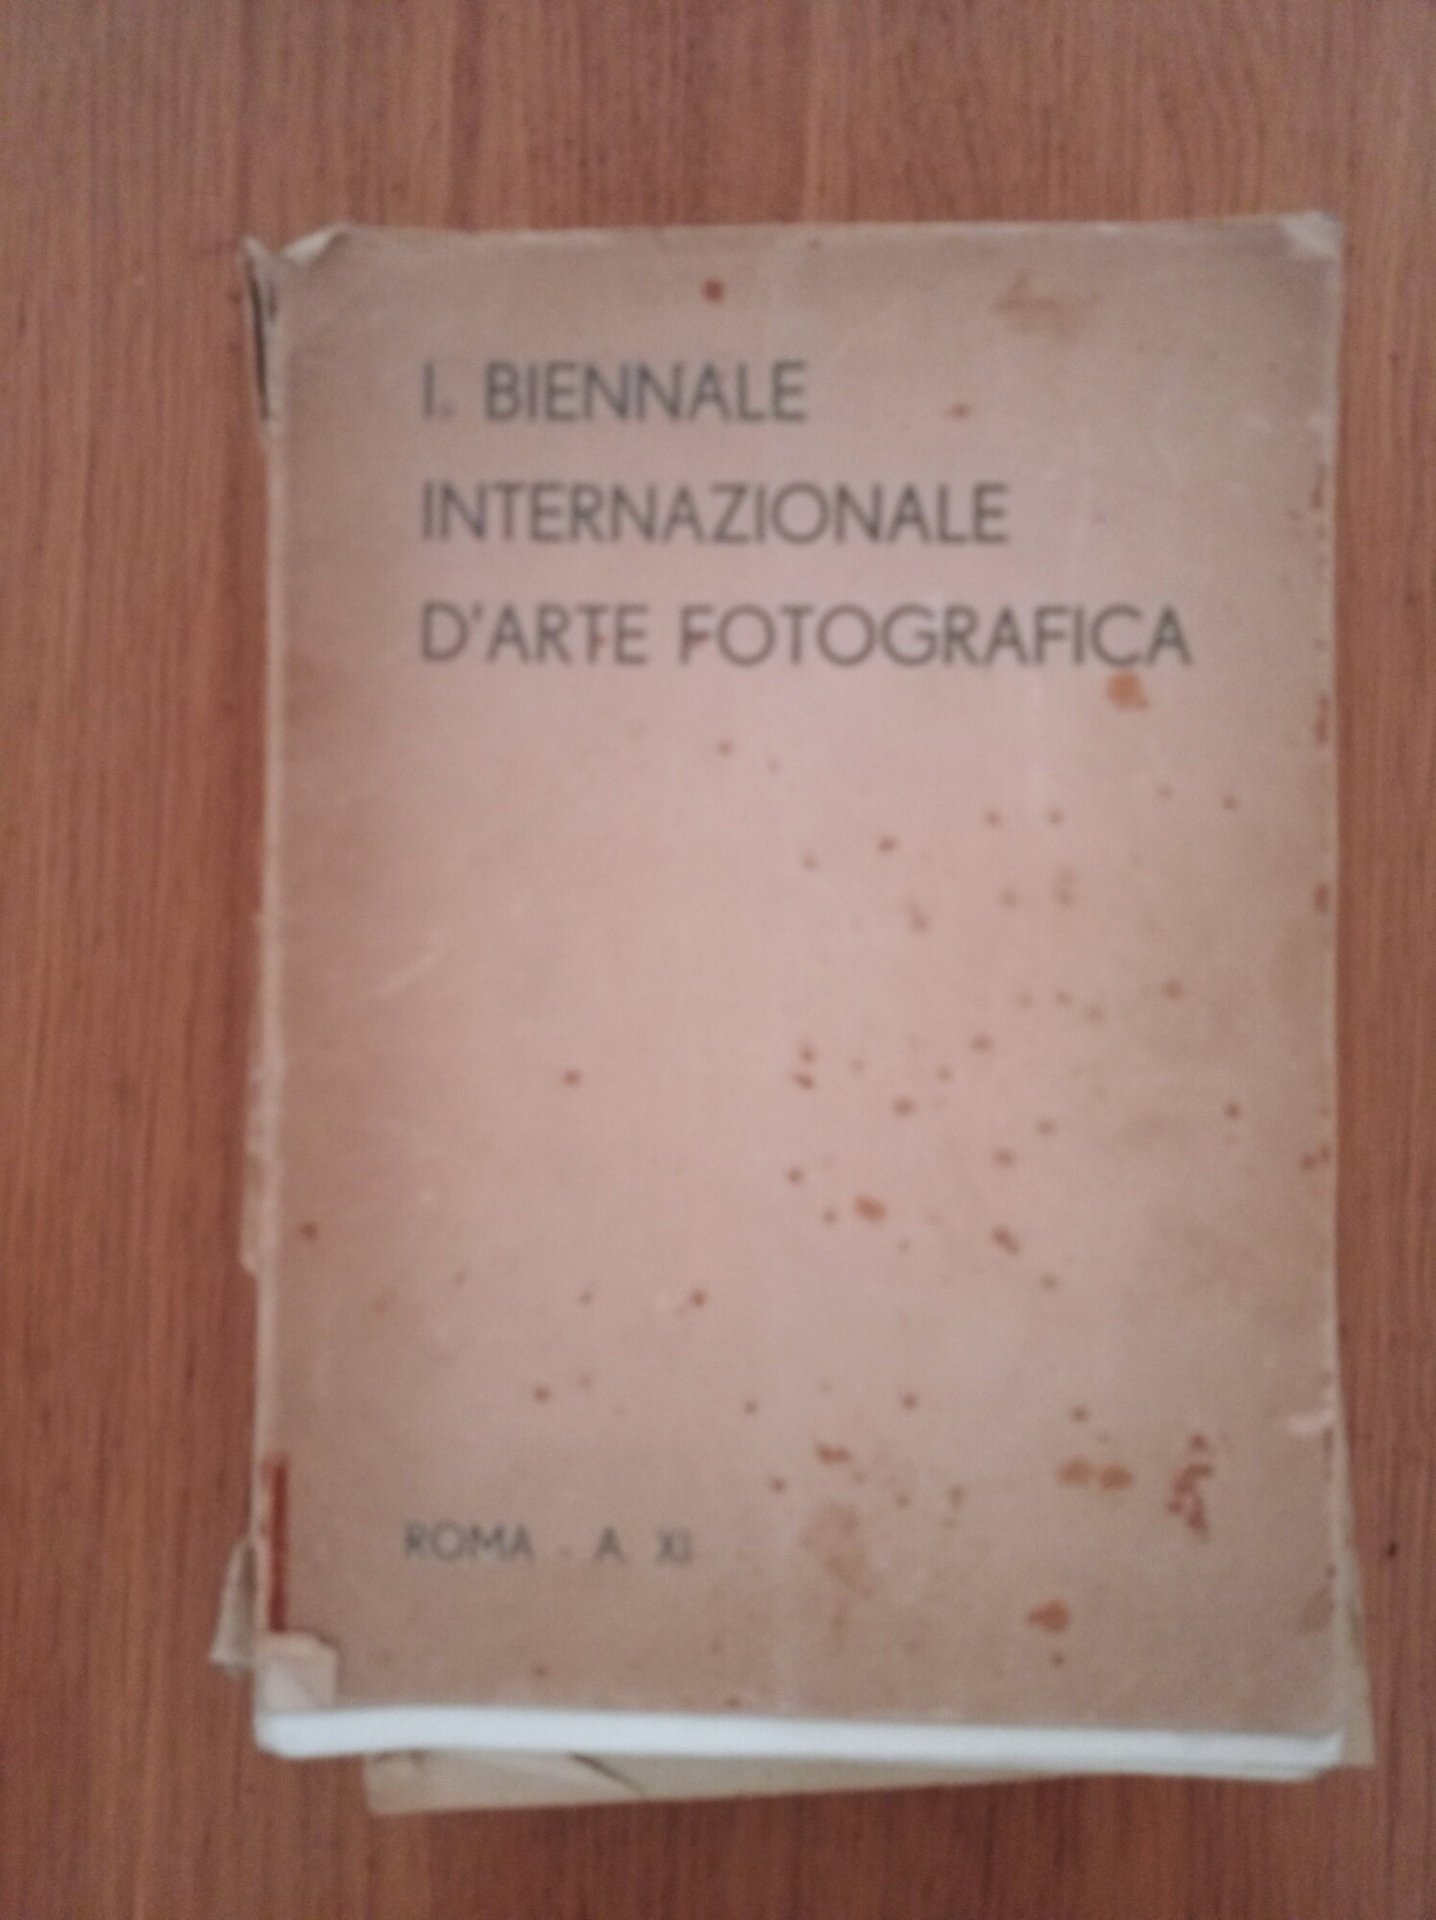 I. BIENNALE
INTERNAZIONALE
D'ARTE FOTOGRAFICA
ROMA - A XI